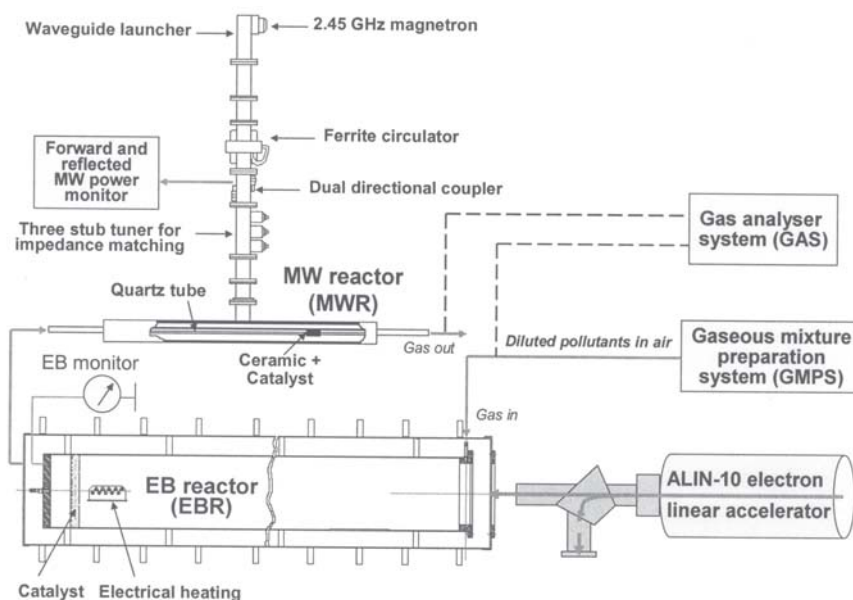 Waveguide launcher
2.45 GHz magnetron
Ferrite circulator
Forward and
reflected
MW power
monitor
Dual directional coupler
Three stub tuner for
impedance matching
Gas analyser
system (GAS)
MW reactor
(MWR)
Quartz tube
Gas out
Ceramic +
Catalyst
Diluted pollutants in air
Gaseous mixture
preparation
system (GMPS)
EB monitor
Gas in
EB reactor
(EBR)
ALIN-10 electron
linear accelerator
Catalyst
Electrical heating